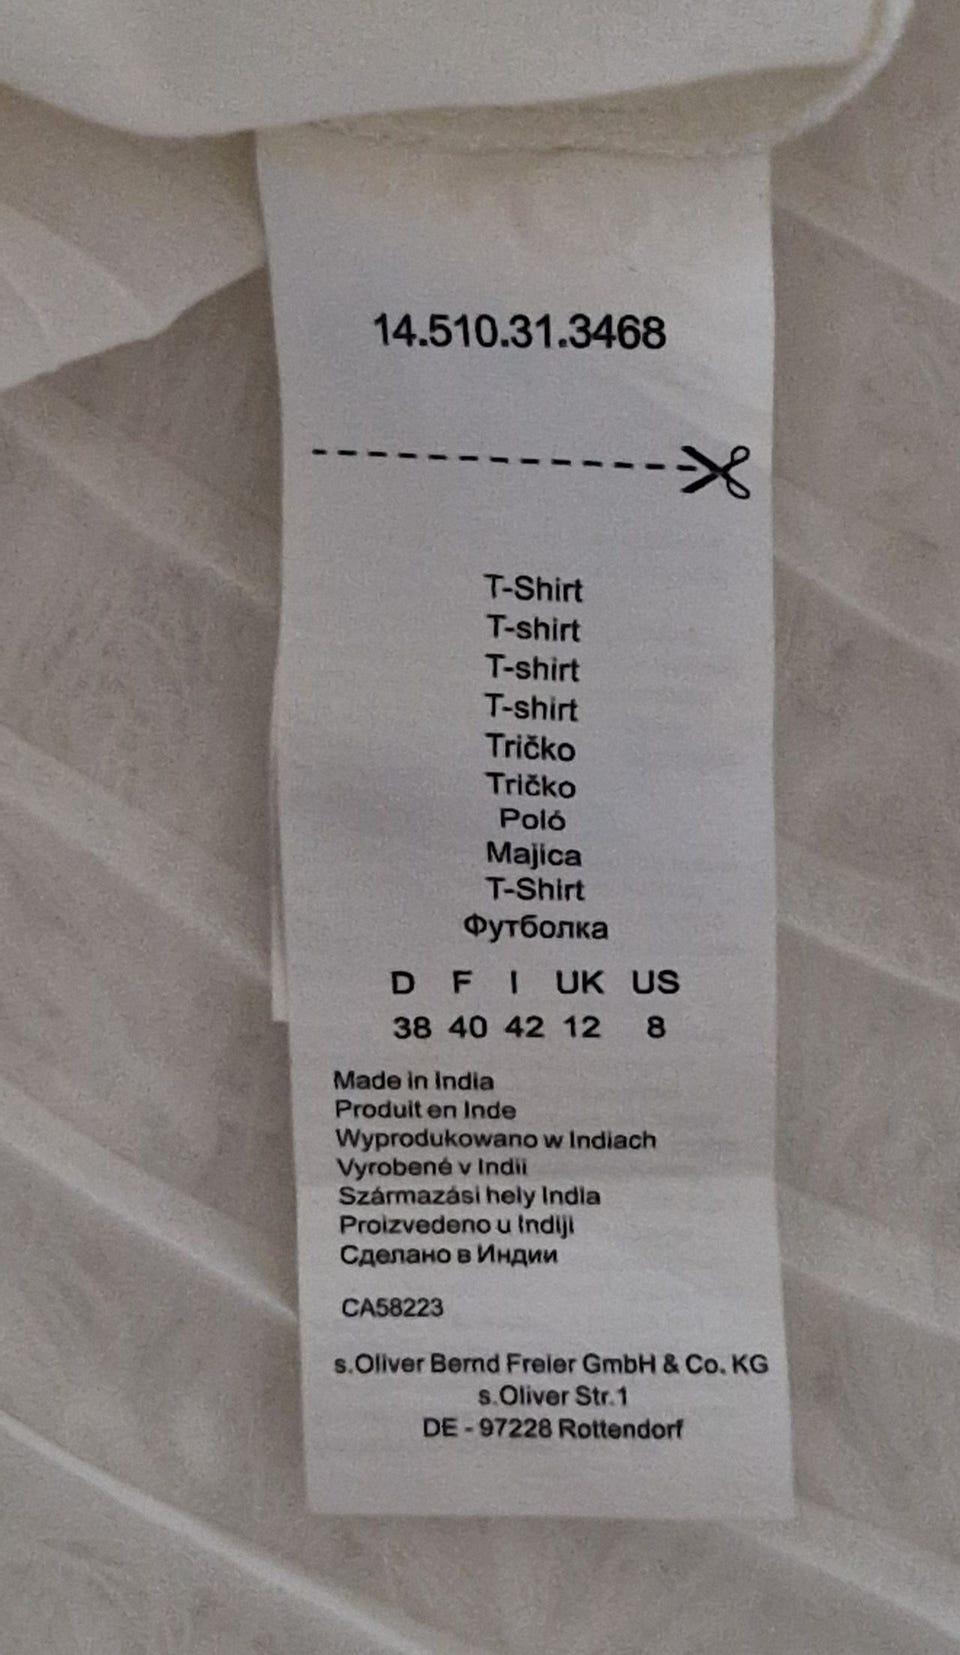 14.510.31.3468
T-Shirt
T-shirt
T-shirt
T-shirt
Tričko
Tričko
Poló
Majica
T-Shirt
Футболка
D F I UK US
38 40 42 12 8
Made in India
Produit en Inde
Wyprodukowano w Indiach
Vyrobené v Indii
Származási hely India
Proizvedeno u Indiji
Сделано в Индии
CA58223
s.Oliver Bernd Freier GmbH & Co. KG
s.Oliver Str.1
DE - 97228 Rottendorf